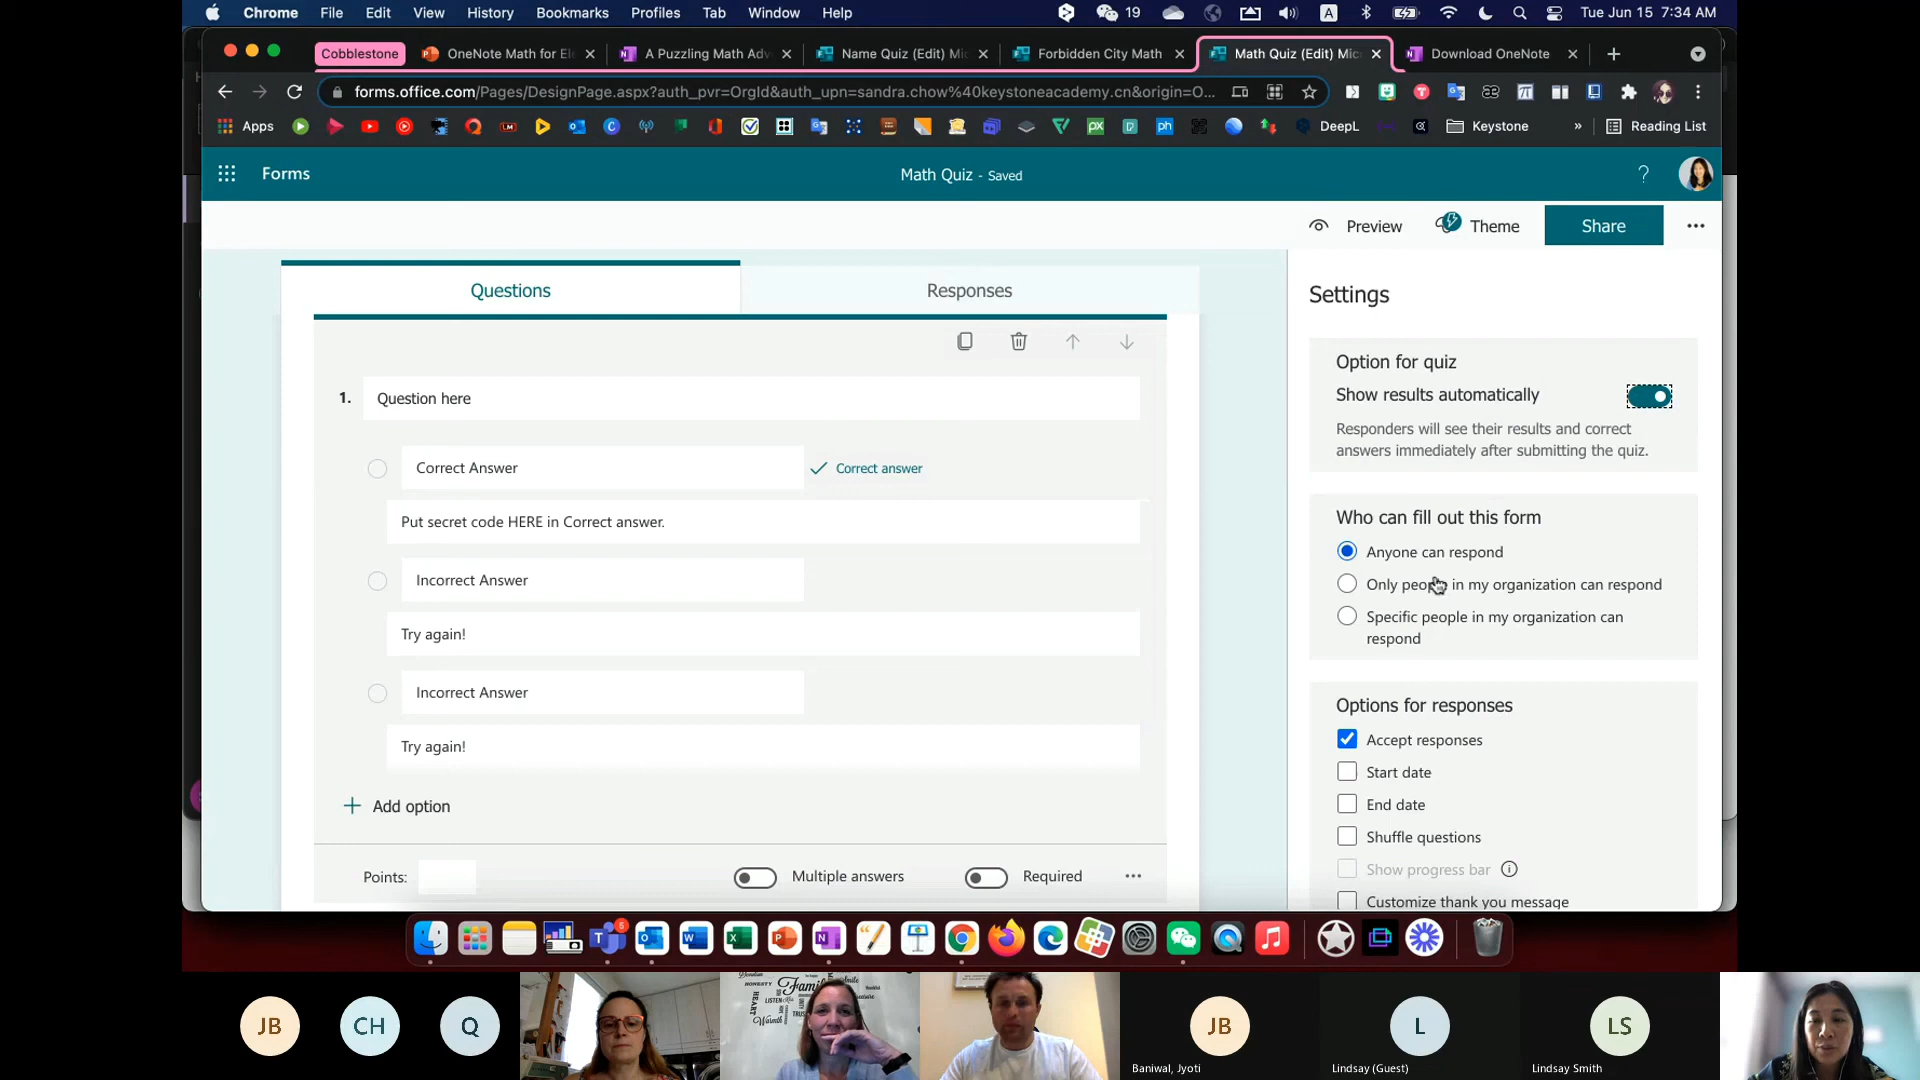 Chrome File Edit View History Bookmarks Profiles Tab Window Help 19 A Tue Jun 15 7:34 AM
Cobblestone OneNote Math for El A Puzzling Math Adv Name Quiz (Edit) Mi Forbidden City Math Math Quiz (Edit) Mic Download OneNote
forms.office.com/Pages/DesignPage.aspx?auth_pvr=OrgId&auth_upn=sandra.chow%40keystoneacademy.cn&origin=O...
Apps DeepL Keystone » Reading List
Forms Math Quiz - Saved ?
Preview Theme Share
Questions Responses
1. Question here
Correct Answer Correct answer
Put secret code HERE in Correct answer.
Incorrect Answer
Try again!
Incorrect Answer
Try again!
Add option
Points: Multiple answers Required
Settings
Option for quiz
Show results automatically
Responders will see their results and correct
answers immediately after submitting the quiz.
Who can fill out this form
Anyone can respond
Only people in my organization can respond
Specific people in my organization can
respond
Options for responses
Accept responses
Start date
End date
Shuffle questions
Show progress bar
Customize thank you message
JB CH Q JB L LS
Baniwal, Jyoti Lindsay (Guest) Lindsay Smith